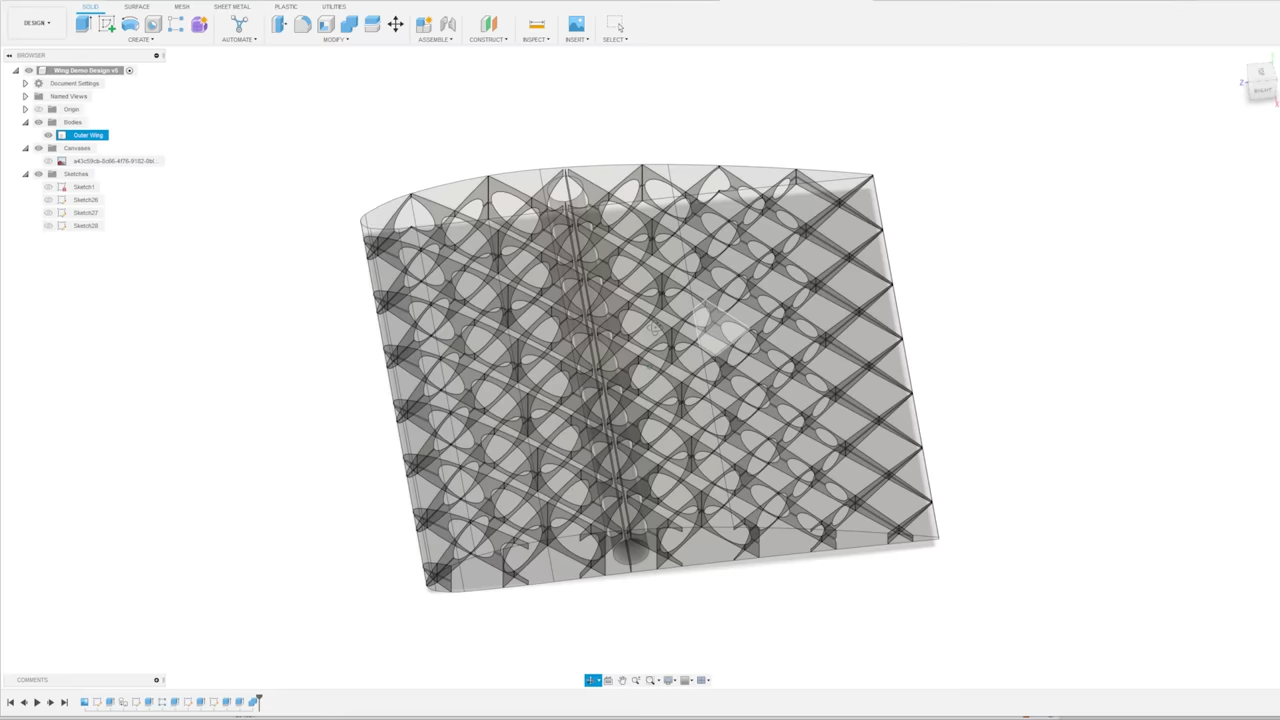 SOLID SURFACE MESH SHEET METAL PLASTIC UTILITIES
DESIGN
CREATE AUTOMATE MODIFY ASSEMBLE CONSTRUCT INSPECT INSERT SELECT
BROWSER
Wing Demo Design v5
Document Settings
Named Views
Origin
Bodies
Outer Wing
Canvases
Sketches
Sketch1
Sketch26
Sketch27
Sketch28
Z
COMMENTS